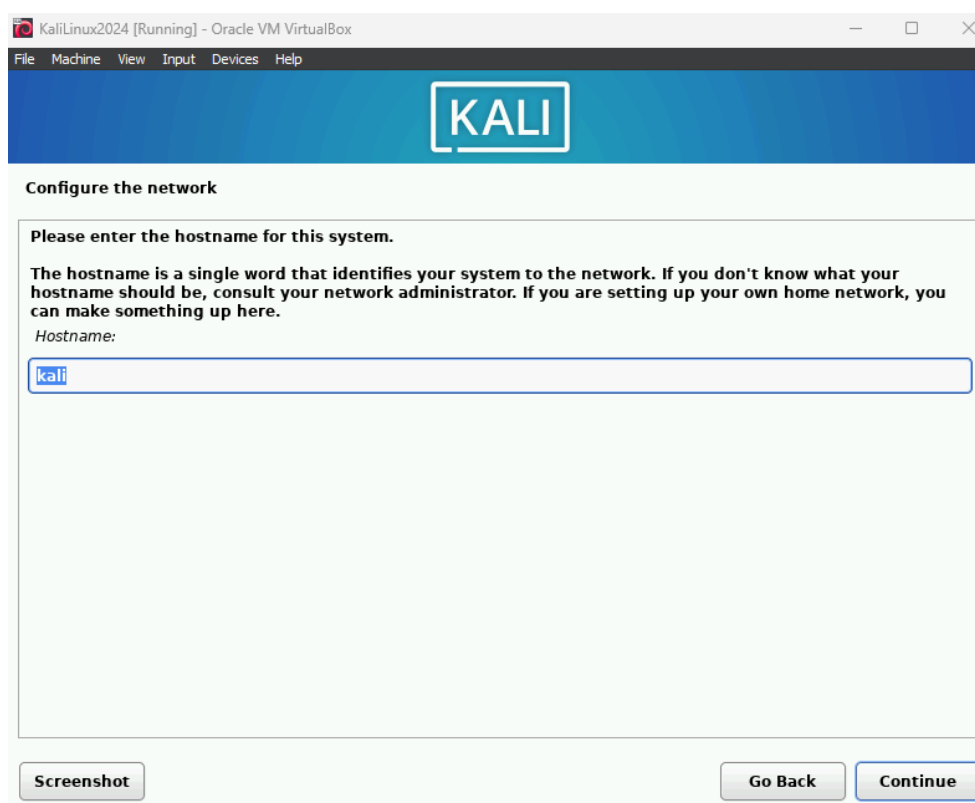 KaliLinux2024 [Running] - Oracle VM VirtualBox
File Machine View Input Devices Help
KALI
Configure the network
Please enter the hostname for this system.
The hostname is a single word that identifies your system to the network. If you don't know what your
hostname should be, consult your network administrator. If you are setting up your own home network, you
can make something up here.
Hostname:
kali
Screenshot Go Back Continue